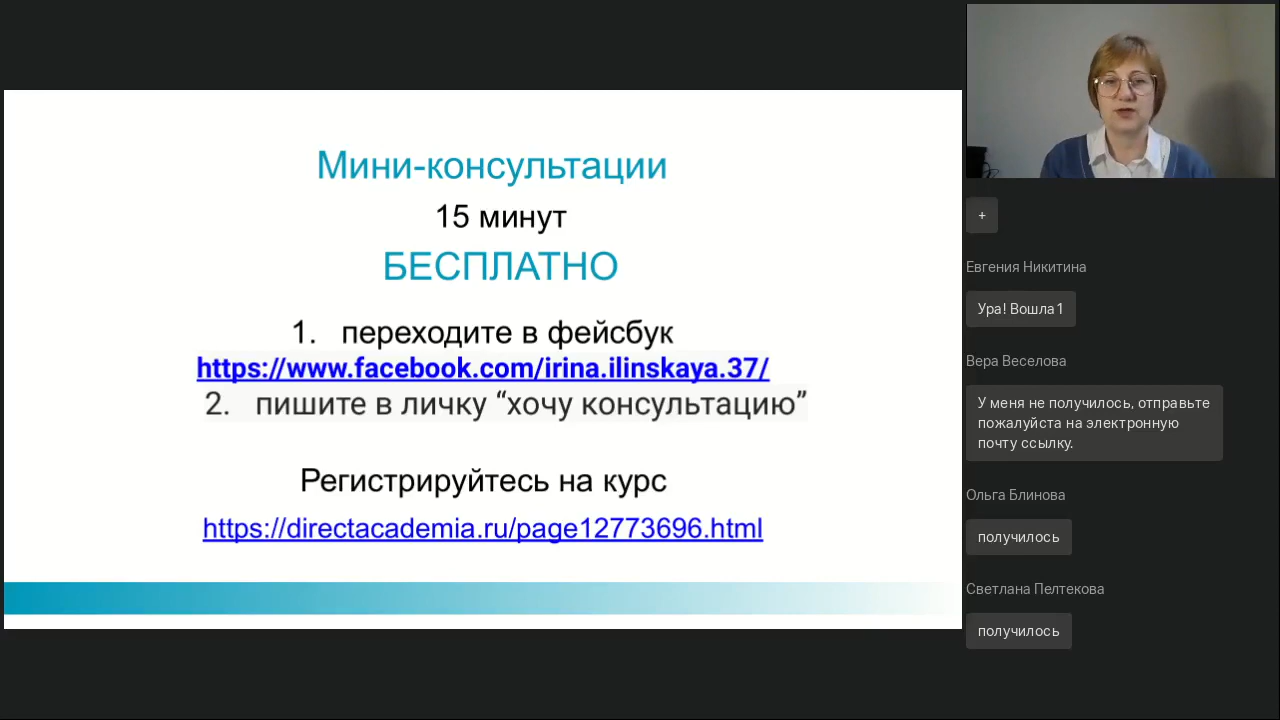 Мини-консультации
15 минут
БЕСПЛАТНО
1. переходите в фейсбук
https://www.facebook.com/irina.ilinskaya.37/
2. пишите в личку “хочу консультацию”
Регистрируйтесь на курс
https://directacademia.ru/page12773696.html
+
Евгения Никитина
Ура! Вошла1
Вера Веселова
У меня не получилось, отправьте
пожалуйста на электронную
почту ссылку.
Ольга Блинова
получилось
Светлана Пелтекова
получилось